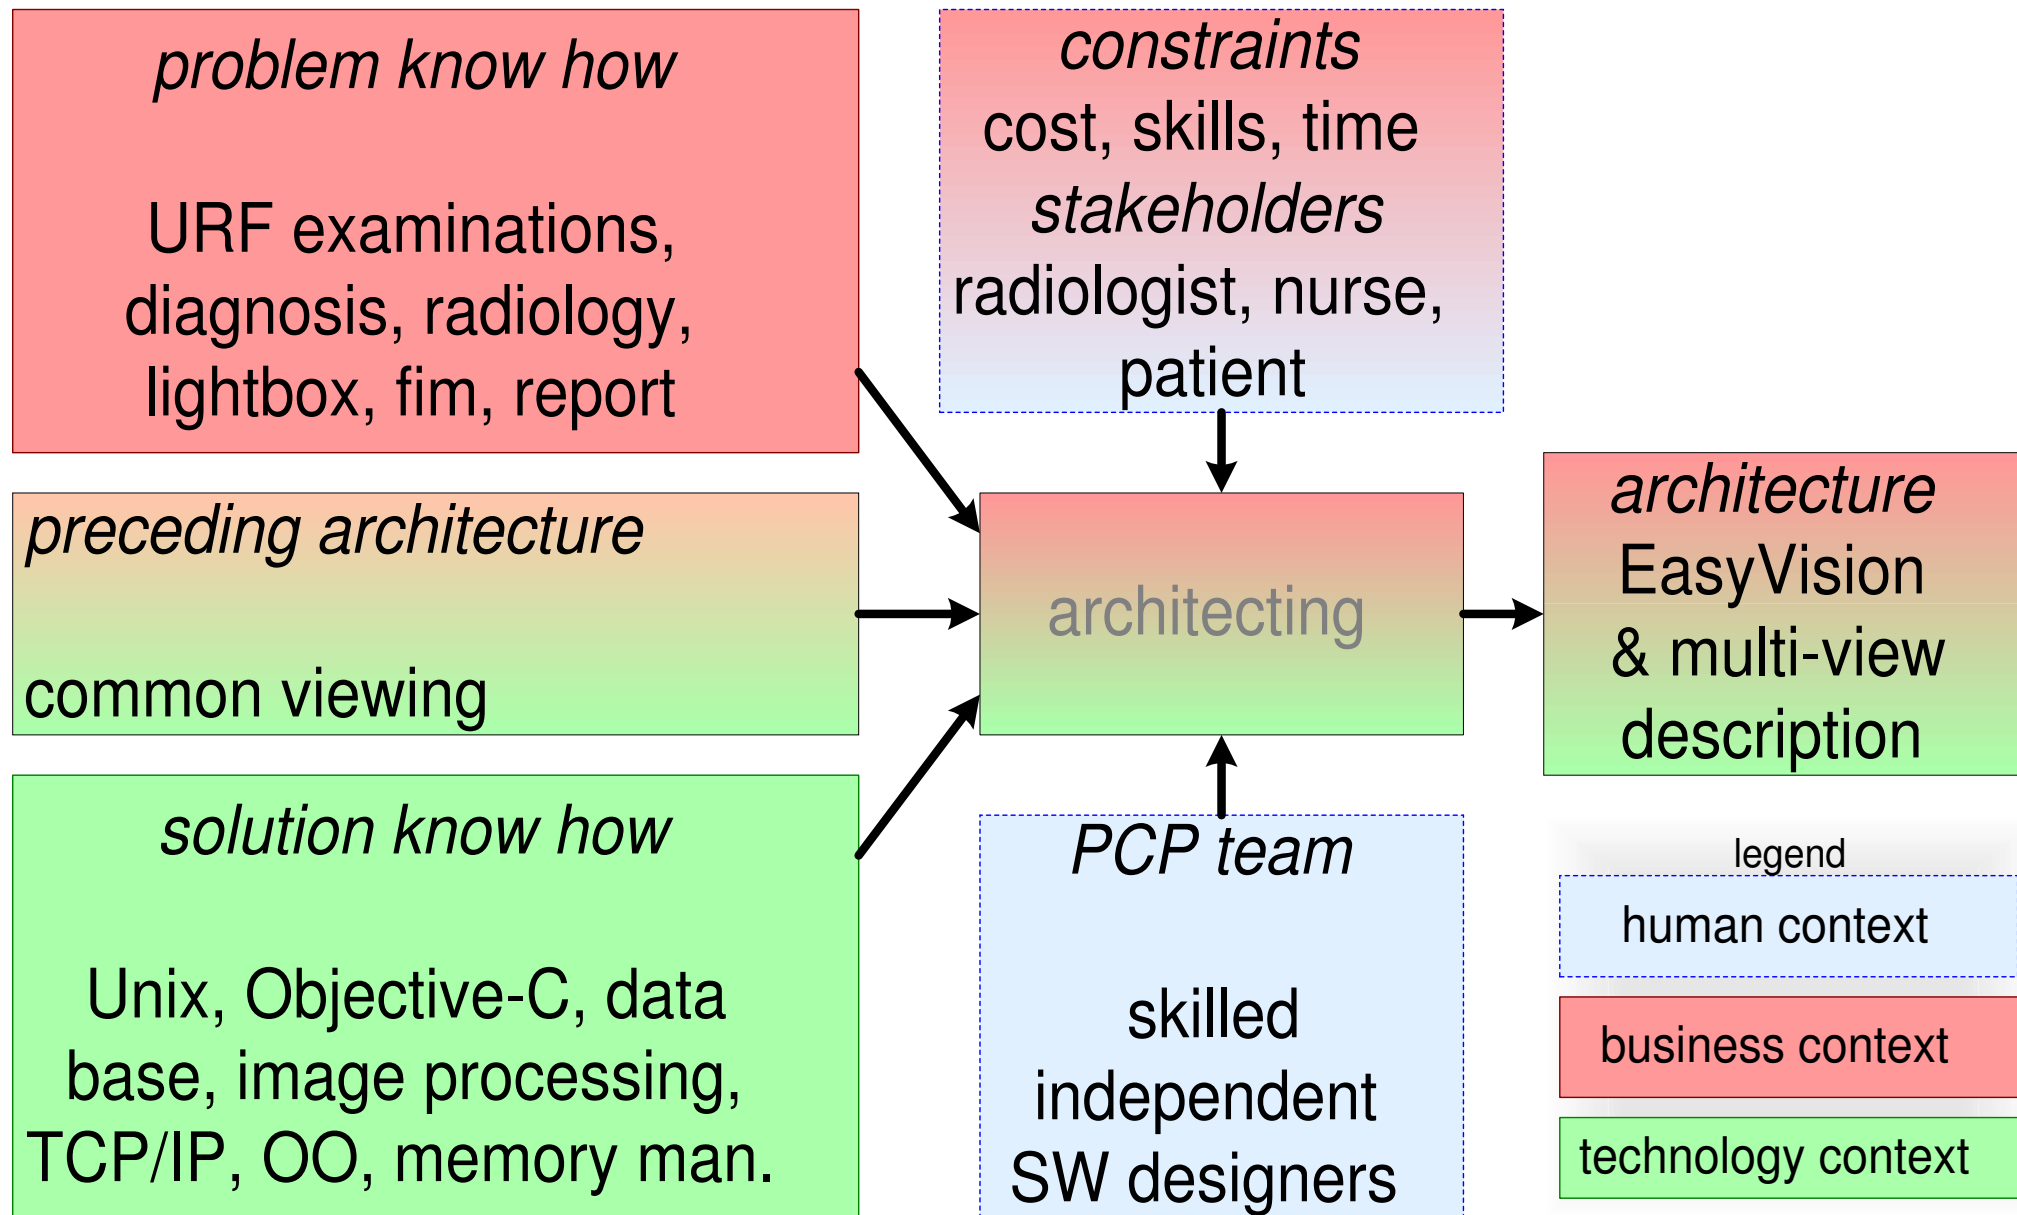 problem know how
URF examinations,
diagnosis, radiology,
lightbox, fim, report
constraints
cost, skills, time
stakeholders
radiologist, nurse,
patient
preceding architecture
common viewing
architecting
architecture
EasyVision
& multi-view
description
solution know how
Unix, Objective-C, data
base, image processing,
TCP/IP, OO, memory man.
PCP team
skilled
independent
SW designers
legend
human context
business context
technology context